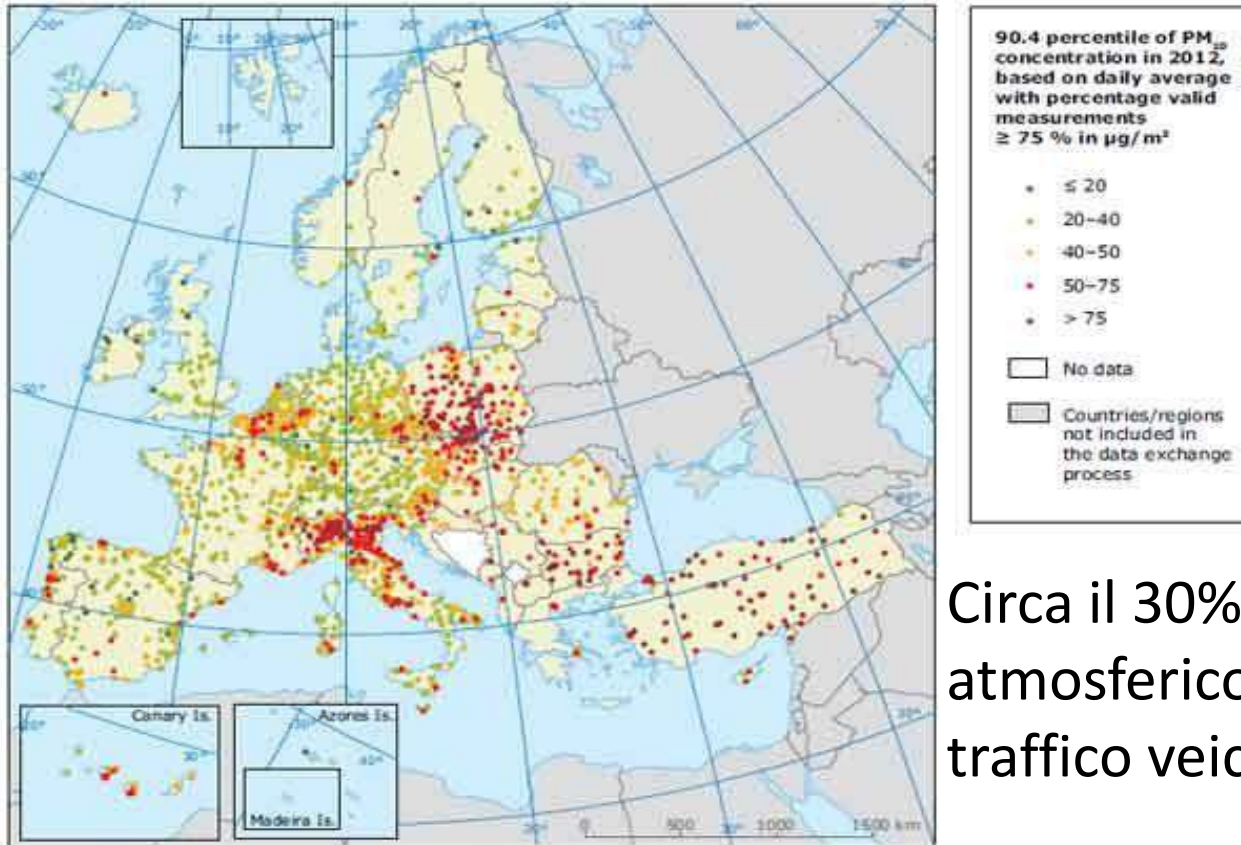 90.4 percentile of PM₁₀
concentration in 2012,
based on daily average
with percentage valid
measurements
≥ 75 % in µg/m³
≤ 20
20–40
40–50
50–75
> 75
No data
Countries/regions
not included in
the data exchange
process
Canary Is.
Azores Is.
Madeira Is.
0 500 1000 1500 km
Circa il 30%
atmosferico
traffico veic